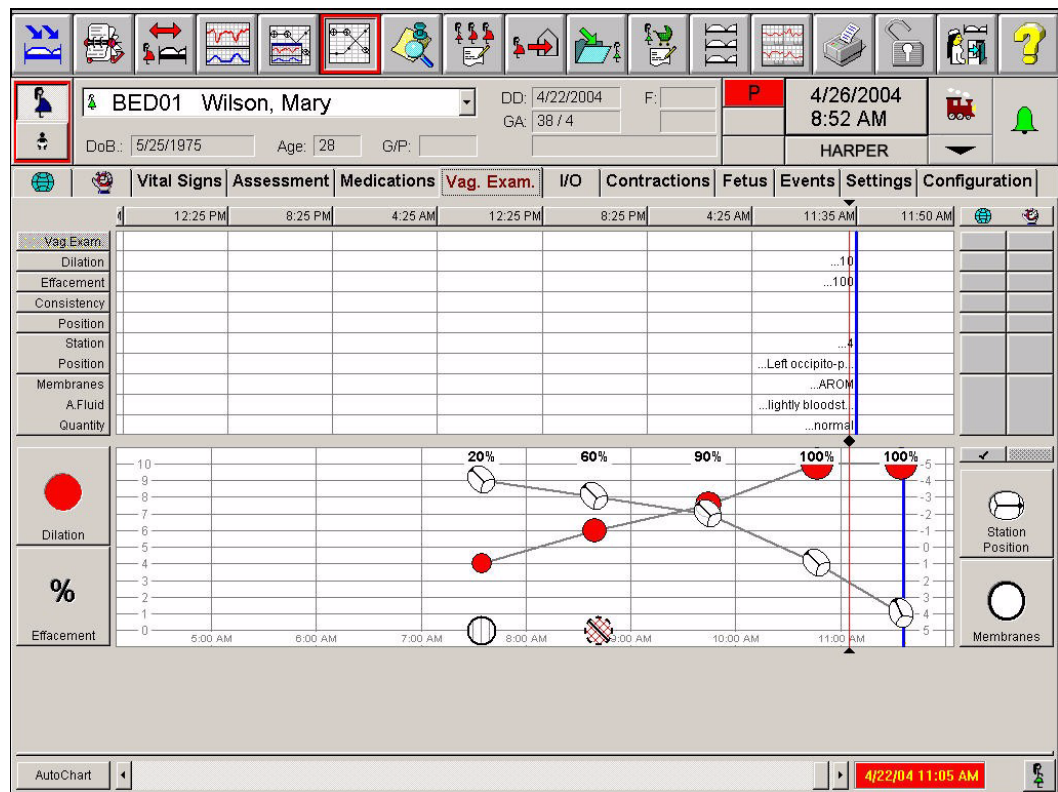 BED01 Wilson, Mary
DD: 4/22/2004 F:
P
4/26/2004
8:52 AM
GA: 38 / 4
DoB.: 5/25/1975 Age: 28 G/P:
HARPER
Vital Signs Assessment Medications Vag. Exam. I/O Contractions Fetus Events Settings Configuration
12:25 PM 8:25 PM 4:25 AM 12:25 PM 8:25 PM 4:25 AM 11:35 AM 11:50 AM
Vag.Exam.
Dilation ...10
Effacement ...100
Consistency
Position
Station ...4
Position ...Left occipito-p...
Membranes ...AROM
A.Fluid ...lightly bloodst...
Quantity ...normal
20% 60% 90% 100% 100%
10 -5
9 -4
8 -3
7 -2
6 -1
5 0
4 1
3 2
2 3
1 4
0 5
5:00 AM 6:00 AM 7:00 AM 8:00 AM 9:00 AM 10:00 AM 11:00 AM
Dilation
%
Effacement
Station
Position
Membranes
AutoChart
4/22/04 11:05 AM